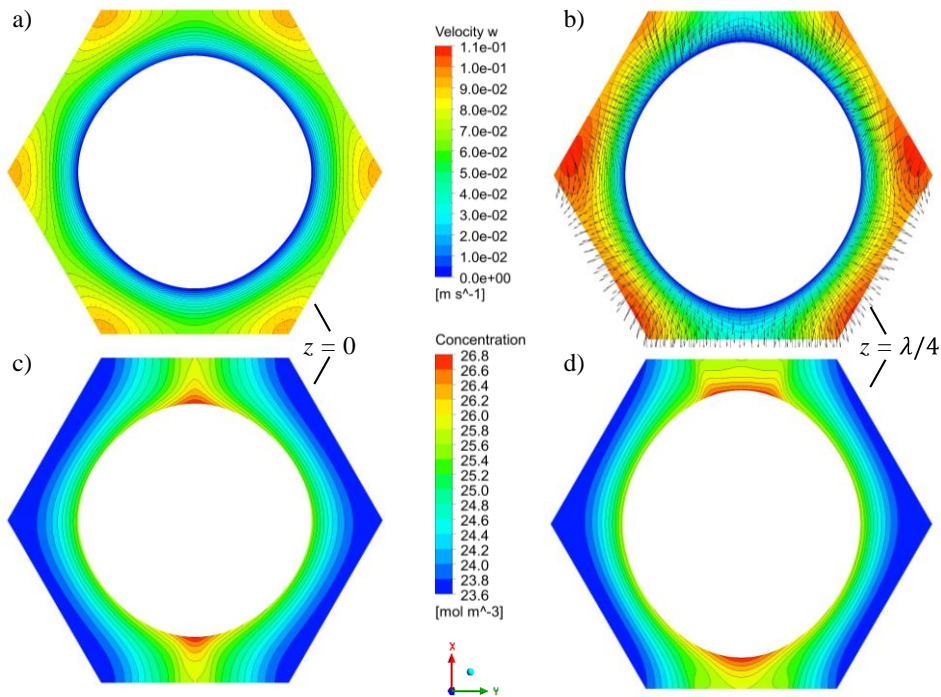 a)
b)
Velocity w
1.1e-01
1.0e-01
9.0e-02
8.0e-02
7.0e-02
6.0e-02
5.0e-02
4.0e-02
3.0e-02
2.0e-02
1.0e-02
0.0e+00
[m s^-1]
z = 0
z = λ/4
c)
d)
Concentration
26.8
26.6
26.4
26.2
26.0
25.8
25.6
25.4
25.2
25.0
24.8
24.6
24.4
24.2
24.0
23.8
23.6
[mol m^-3]
X
Y